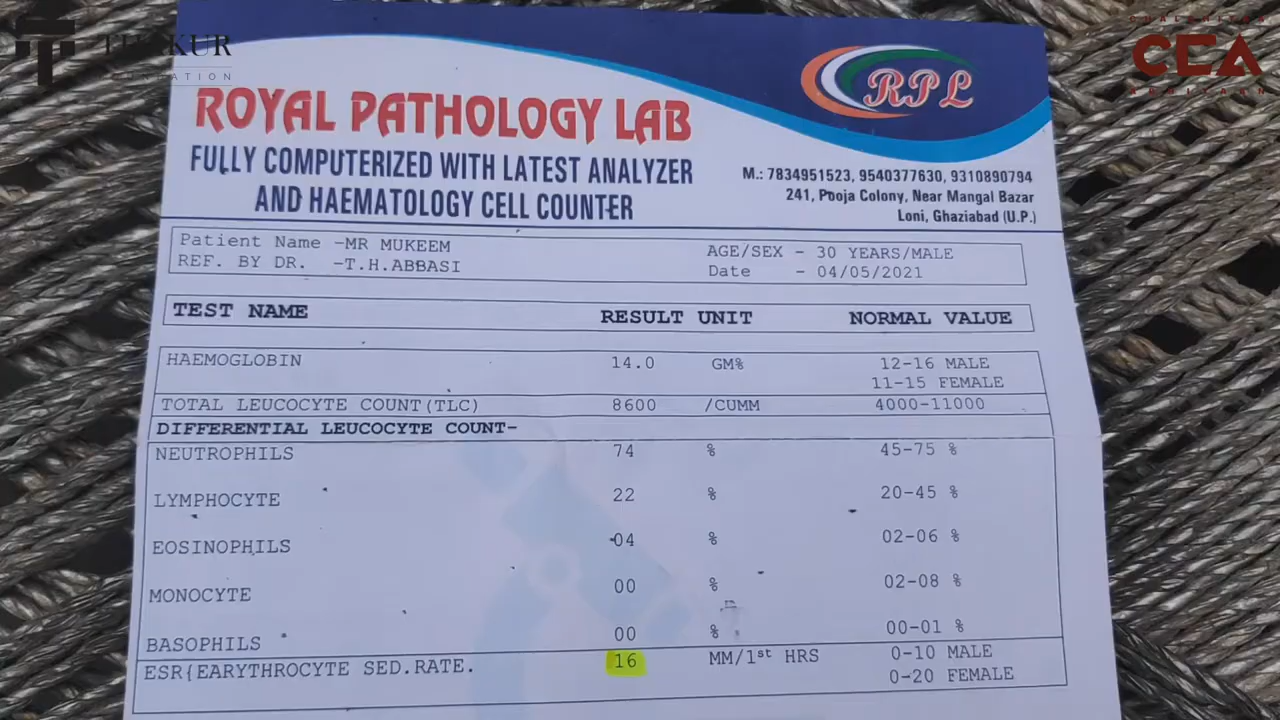 THAKUR
FOUNDATION
CEA
RPL
ROYAL PATHOLOGY LAB
FULLY COMPUTERIZED WITH LATEST ANALYZER
AND HAEMATOLOGY CELL COUNTER
M.: 7834951523, 9540377630, 9310890794
241, Pooja Colony, Near Mangal Bazar
Loni, Ghaziabad (U.P.)
Patient Name -MR MUKEEM AGE/SEX - 30 YEARS/MALE
REF. BY DR. -T.H.ABBASI Date - 04/05/2021
TEST NAME RESULT UNIT NORMAL VALUE
HAEMOGLOBIN 14.0 GM% 12-16 MALE
11-15 FEMALE
TOTAL LEUCOCYTE COUNT(TLC) 8600 /CUMM 4000-11000
DIFFERENTIAL LEUCOCYTE COUNT-
NEUTROPHILS 74 % 45-75 %
LYMPHOCYTE 22 % 20-45 %
EOSINOPHILS 04 % 02-06 %
MONOCYTE 00 % 02-08 %
BASOPHILS 00 % 00-01 %
ESR{EARYTHROCYTE SED.RATE. 16 MM/1st HRS 0-10 MALE
0-20 FEMALE